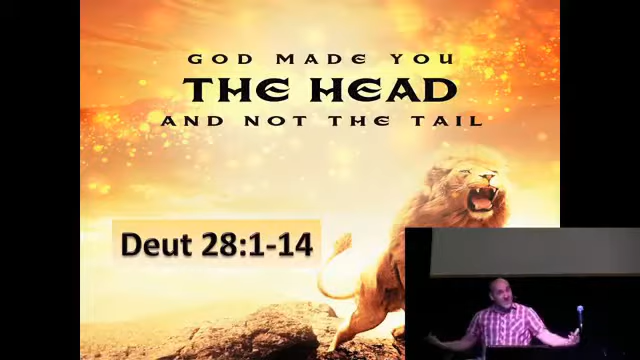 GOD MADE YOU
THE HEAD
AND NOT THE TAIL
Deut 28:1-14